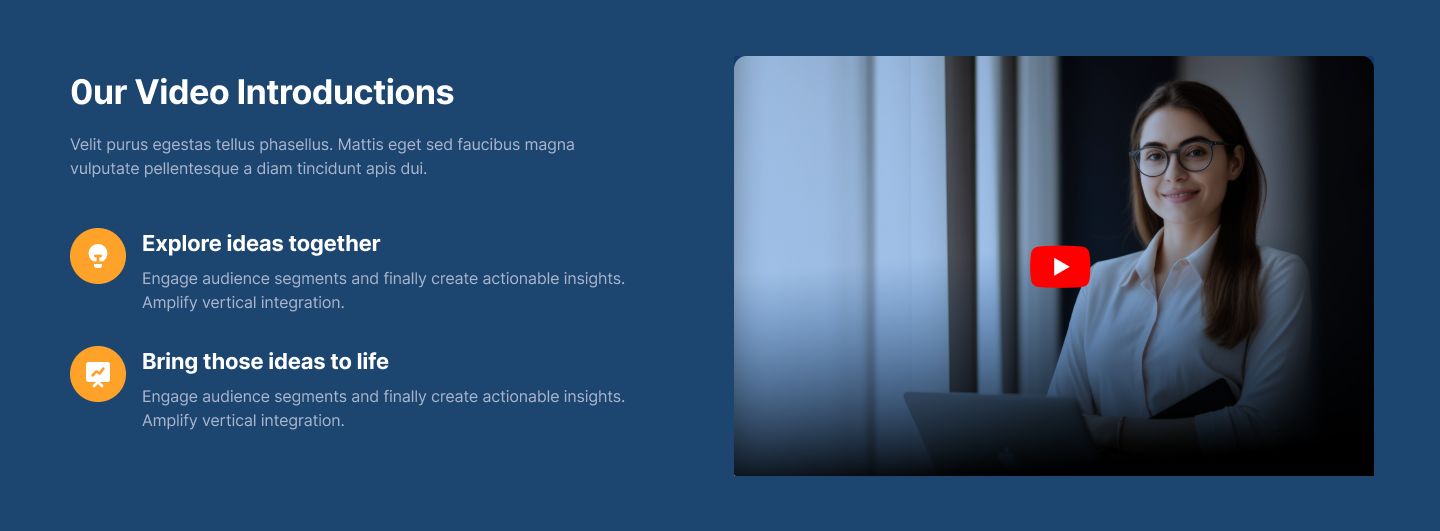 0ur Video Introductions
Velit purus egestas tellus phasellus. Mattis eget sed faucibus magna
vulputate pellentesque a diam tincidunt apis dui.
Explore ideas together
Engage audience segments and finally create actionable insights.
Amplify vertical integration.
Bring those ideas to life
Engage audience segments and finally create actionable insights.
Amplify vertical integration.